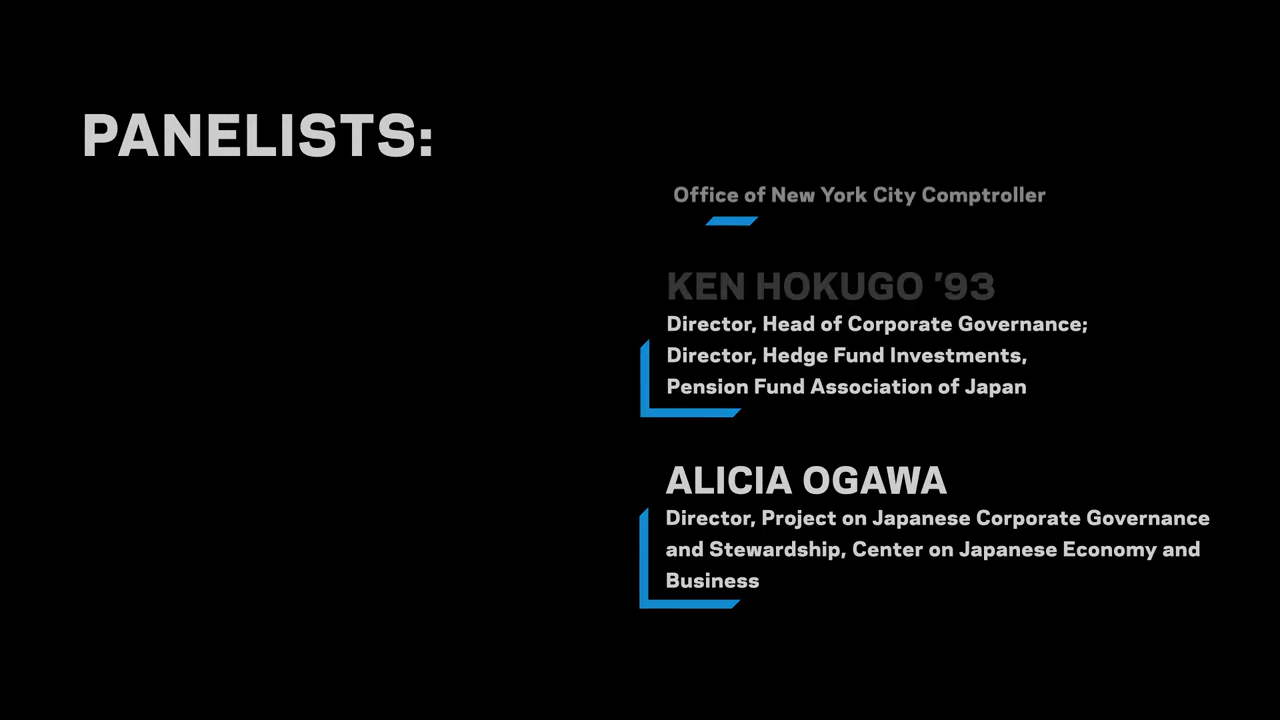 PANELISTS:
Office of New York City Comptroller
KEN HOKUGO ’93
Director, Head of Corporate Governance;
Director, Hedge Fund Investments,
Pension Fund Association of Japan
ALICIA OGAWA
Director, Project on Japanese Corporate Governance
and Stewardship, Center on Japanese Economy and
Business